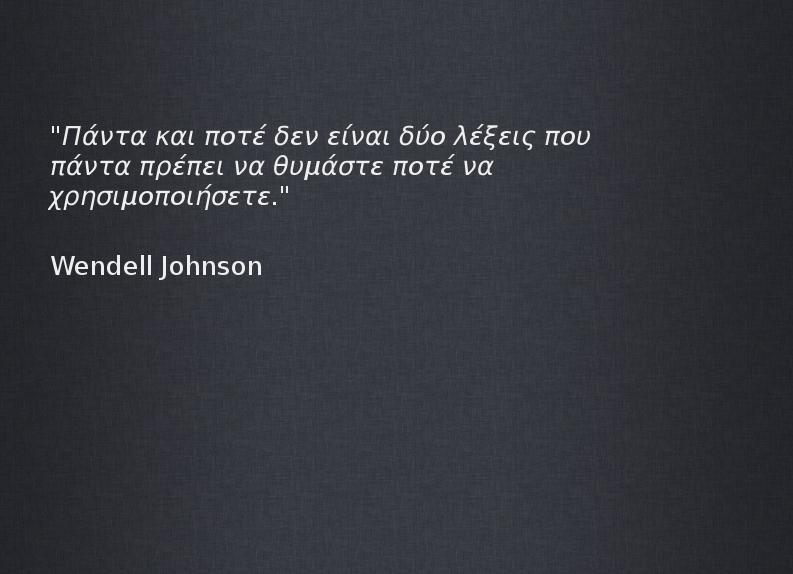 "Πάντα και ποτέ δεν είναι δύο λέξεις που
πάντα πρέπει να θυμάστε ποτέ να
χρησιμοποιήσετε."
Wendell Johnson